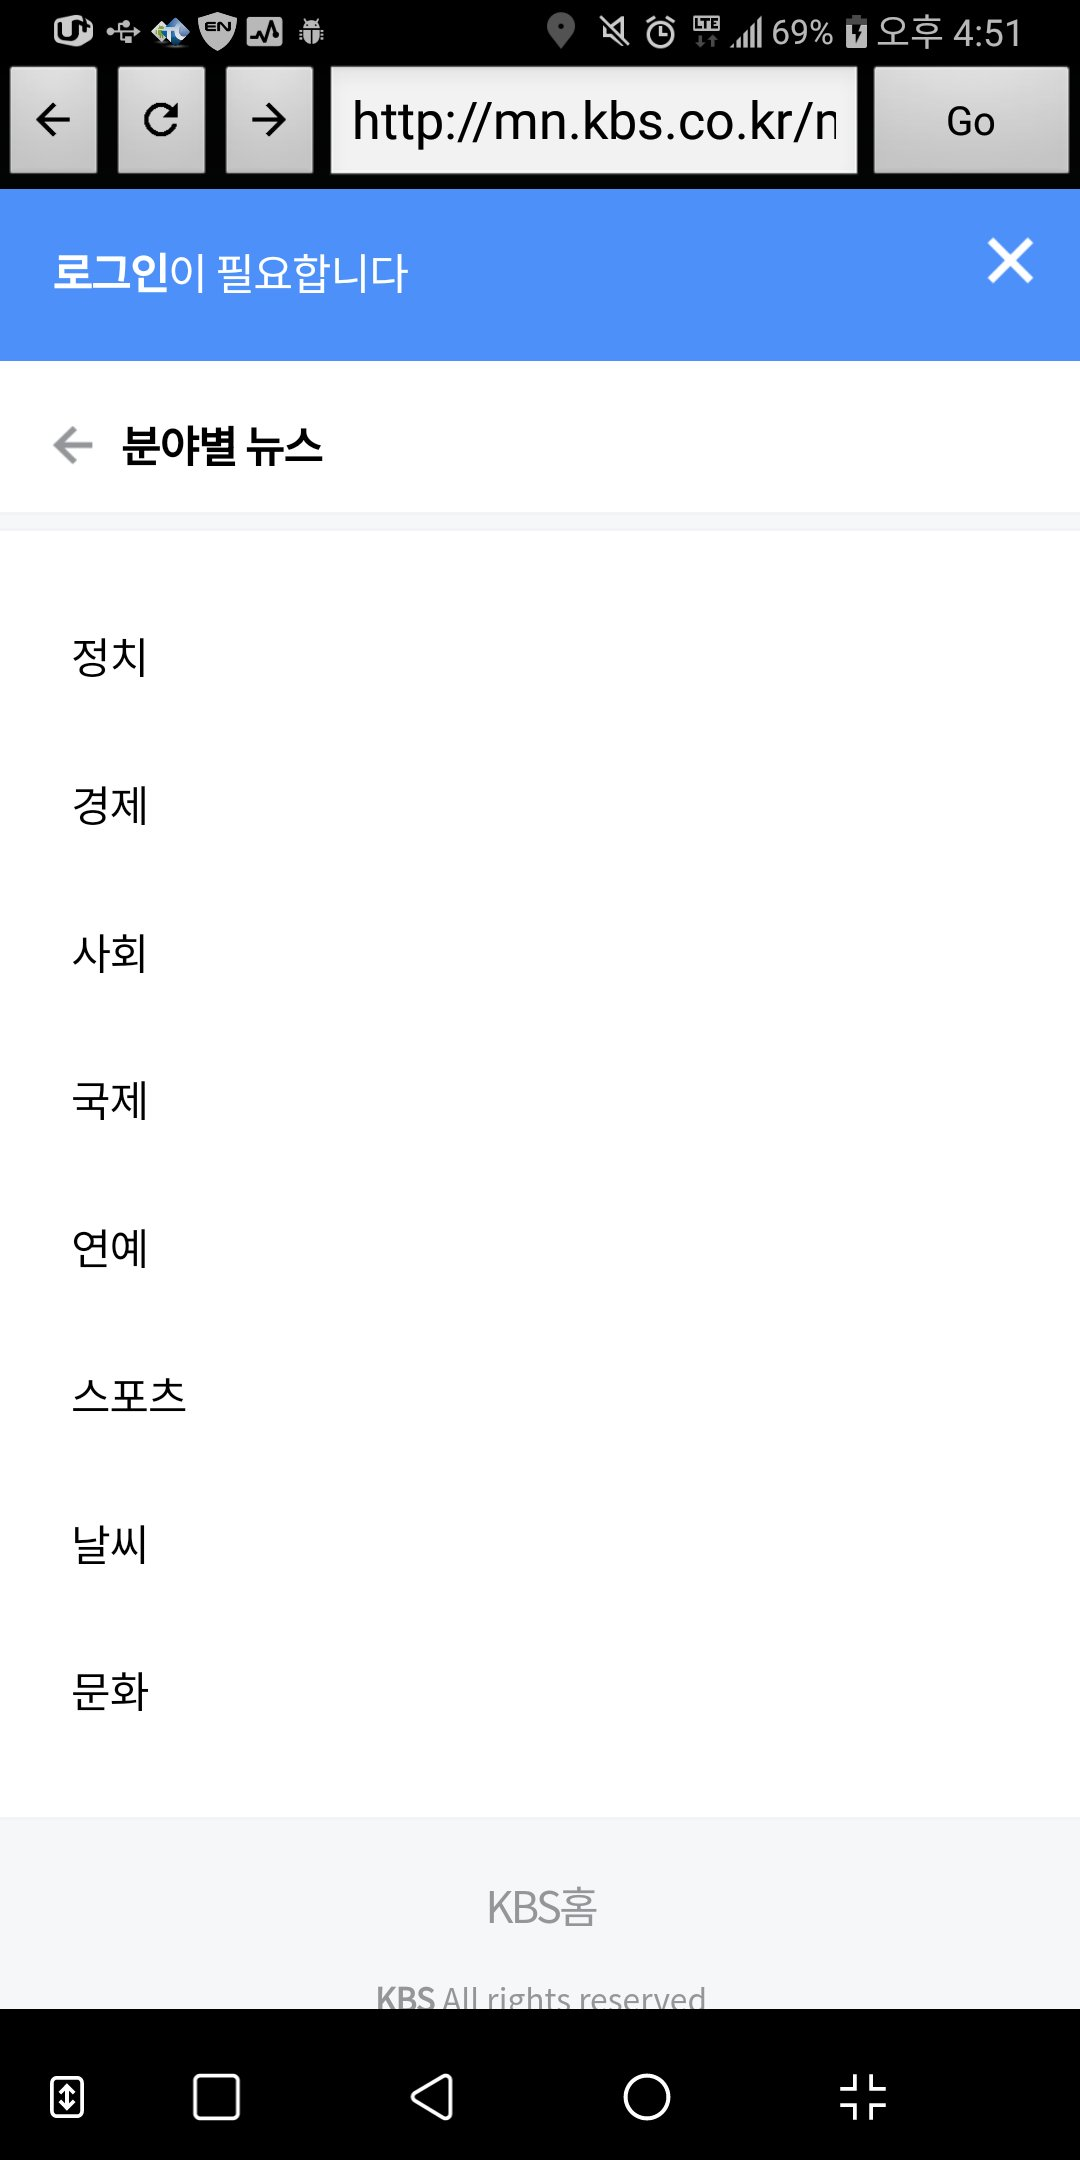 EN LTE 69% 오후 4:51
http://mn.kbs.co.kr/n Go
로그인이 필요합니다
분야별 뉴스
정치
경제
사회
국제
연예
스포츠
날씨
문화
KBS홈
KBS All rights reserved